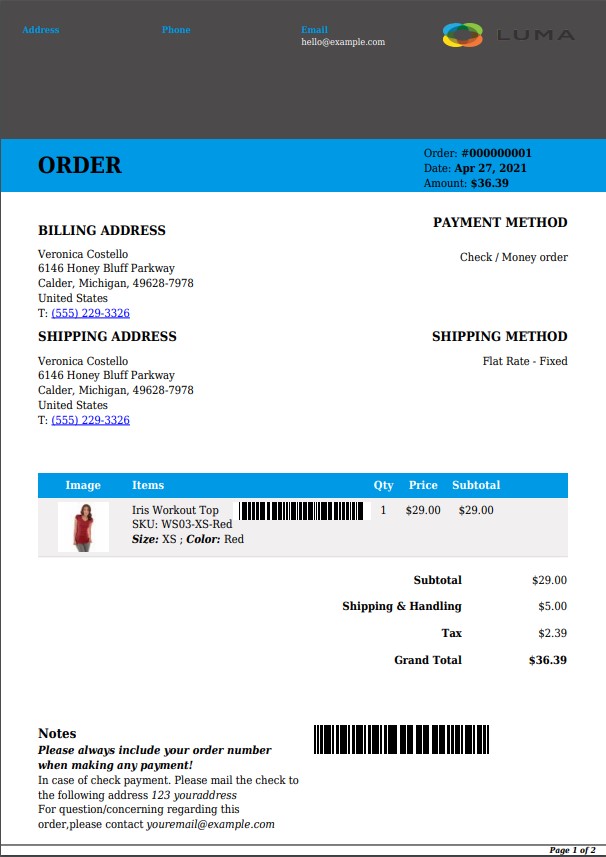 Address
Phone
Email
hello@example.com
LUMA
ORDER
Order: #000000001
Date: Apr 27, 2021
Amount: $36.39
BILLING ADDRESS
Veronica Costello
6146 Honey Bluff Parkway
Calder, Michigan, 49628-7978
United States
T: (555) 229-3326
PAYMENT METHOD
Check / Money order
SHIPPING ADDRESS
Veronica Costello
6146 Honey Bluff Parkway
Calder, Michigan, 49628-7978
United States
T: (555) 229-3326
SHIPPING METHOD
Flat Rate - Fixed
Image Items Qty Price Subtotal
Iris Workout Top 1 $29.00 $29.00
SKU: WS03-XS-Red
Size: XS ; Color: Red
Subtotal $29.00
Shipping & Handling $5.00
Tax $2.39
Grand Total $36.39
Notes
Please always include your order number
when making any payment!
In case of check payment. Please mail the check to
the following address 123 youraddress
For question/concerning regarding this
order,please contact youremail@example.com
Page 1 of 2